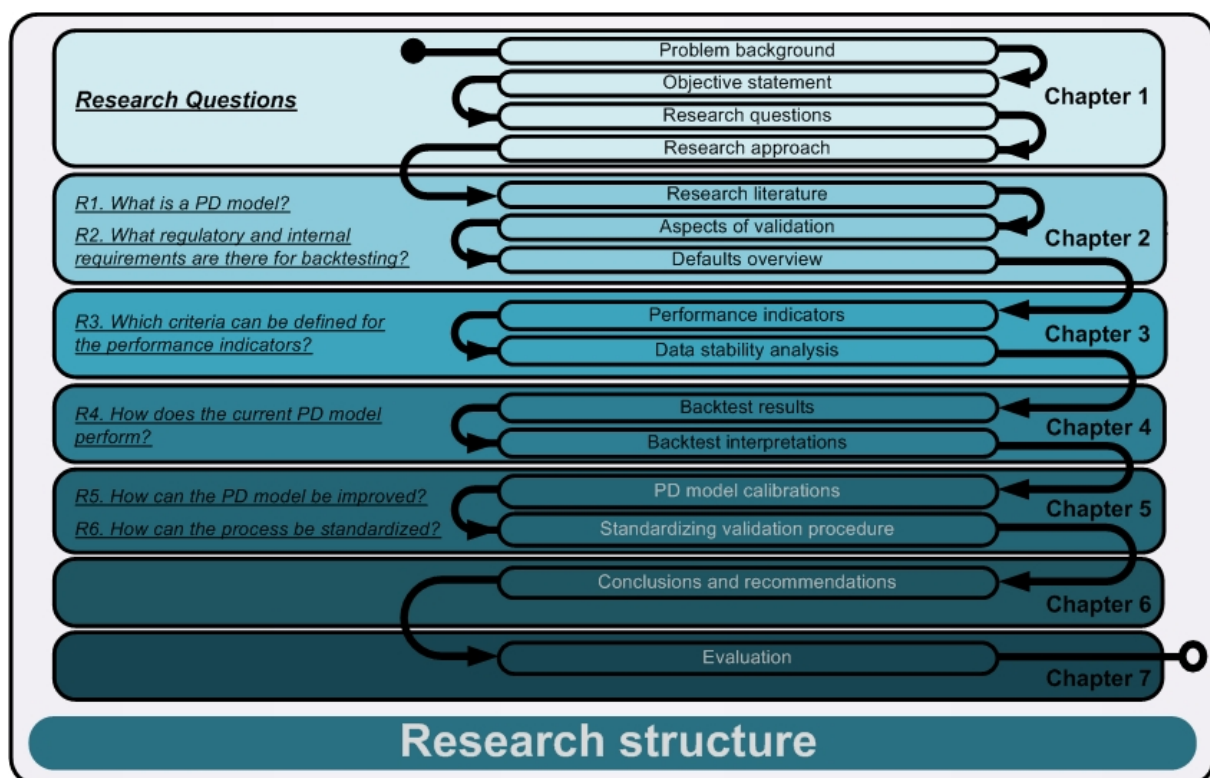 Research Questions
Problem background
Objective statement
Research questions
Research approach
Chapter 1
R1. What is a PD model?
R2. What regulatory and internal
requirements are there for backtesting?
Research literature
Aspects of validation
Defaults overview
Chapter 2
R3. Which criteria can be defined for
the performance indicators?
Performance indicators
Data stability analysis
Chapter 3
R4. How does the current PD model
perform?
Backtest results
Backtest interpretations
Chapter 4
R5. How can the PD model be improved?
R6. How can the process be standardized?
PD model calibrations
Standardizing validation procedure
Chapter 5
Conclusions and recommendations
Chapter 6
Evaluation
Chapter 7
Research structure